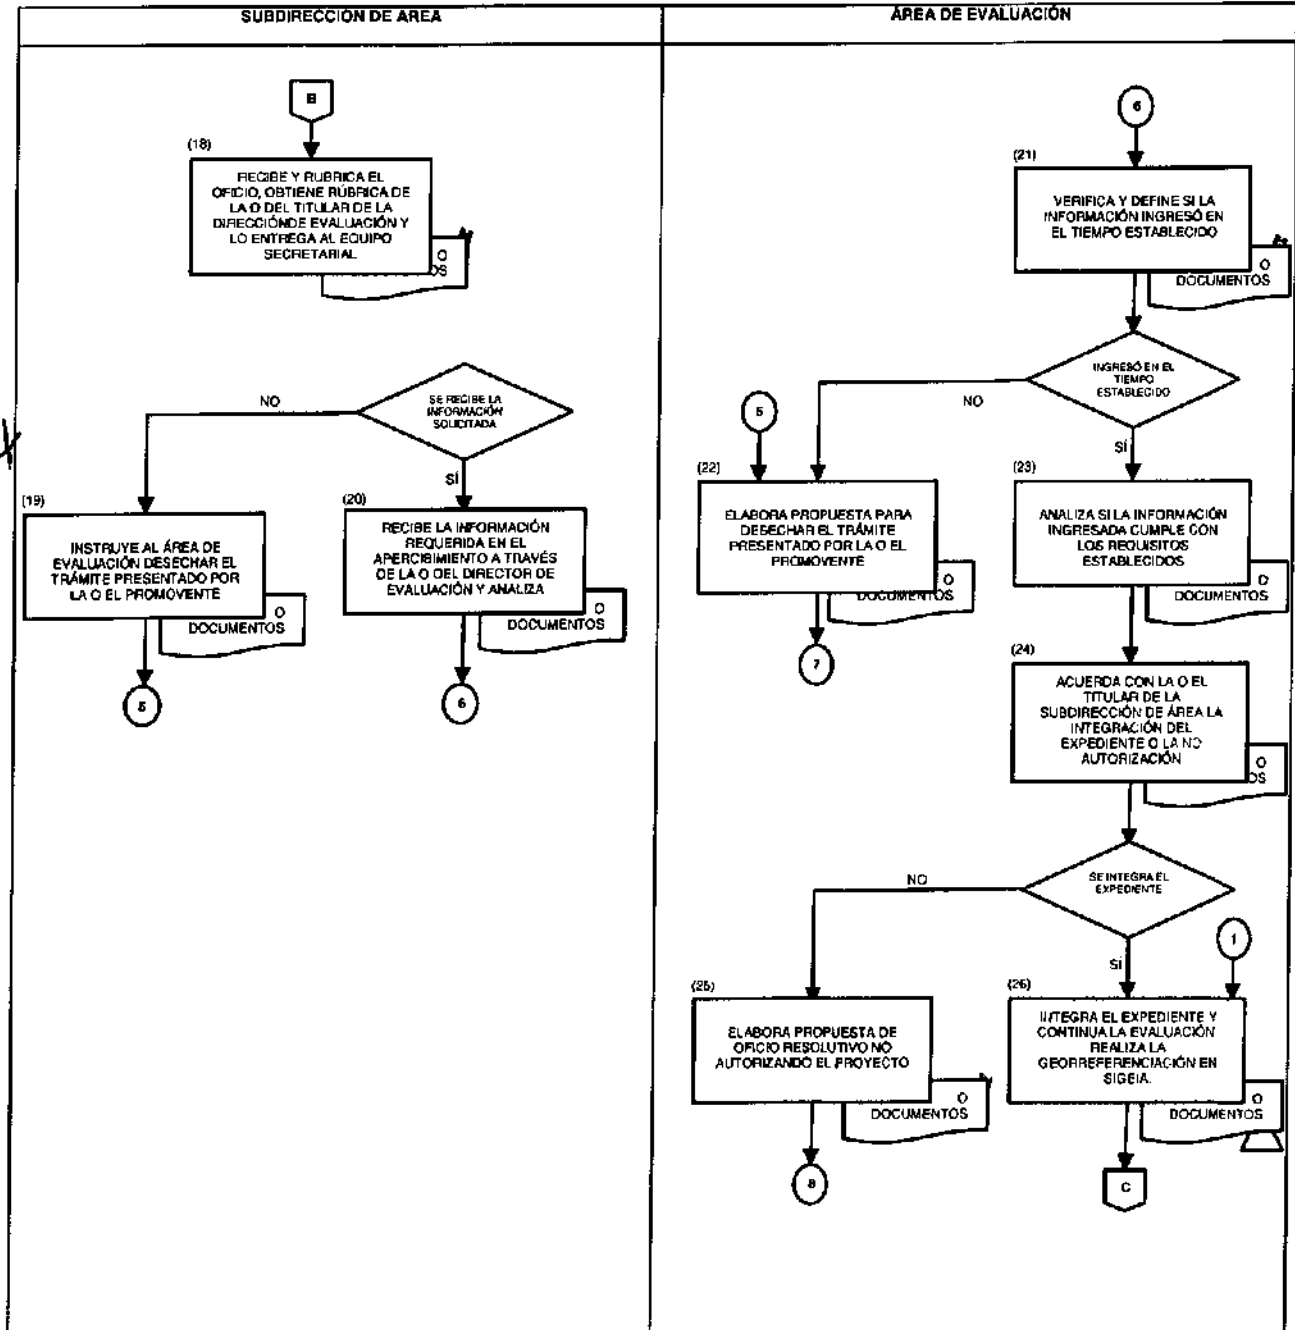 SUBDIRECCIÓN DE AREA
B
(18)
RECIBE Y RUBRICA EL
OFICIO, OBTIENE RÚBRICA DE
LA O DEL TITULAR DE LA
DIRECCIÓNDE EVALUACIÓN Y
LO ENTREGA AL EQUIPO
SECRETARIAL
O
OS
SE RECIBE LA
INFORMACIÓN
SOLICITADA
NO
SÍ
(19)
INSTRUYE AL ÁREA DE
EVALUACIÓN DESECHAR EL
TRÁMITE PRESENTADO POR
LA O EL PROMOVENTE
O
DOCUMENTOS
5
(20)
RECIBE LA INFORMACIÓN
REQUERIDA EN EL
APERCIBIMIENTO A TRAVÉS
DE LA O DEL DIRECTOR DE
EVALUACIÓN Y ANALIZA
O
DOCUMENTOS
6
ÁREA DE EVALUACIÓN
6
(21)
VERIFICA Y DEFINE SI LA
INFORMACIÓN INGRESÓ EN
EL TIEMPO ESTABLECIDO
O
DOCUMENTOS
INGRESÓ EN EL
TIEMPO
ESTABLECIDO
NO
SÍ
5
(22)
ELABORA PROPUESTA PARA
DESECHAR EL TRÁMITE
PRESENTADO POR LA O EL
PROMOVENTE
O
DOCUMENTOS
7
(23)
ANALIZA SI LA INFORMACIÓN
INGRESADA CUMPLE CON
LOS REQUISITOS
ESTABLECIDOS
O
DOCUMENTOS
(24)
ACUERDA CON LA O EL
TITULAR DE LA
SUBDIRECCIÓN DE ÁREA LA
INTEGRACIÓN DEL
EXPEDIENTE O LA NO
AUTORIZACIÓN
O
OS
SE INTEGRA EL
EXPEDIENTE
NO
SÍ
1
(25)
ELABORA PROPUESTA DE
OFICIO RESOLUTIVO NO
AUTORIZANDO EL PROYECTO
O
DOCUMENTOS
8
(26)
INTEGRA EL EXPEDIENTE Y
CONTINUA LA EVALUACIÓN
REALIZA LA
GEORREFERENCIACIÓN EN
SIGEIA.
O
DOCUMENTOS
C